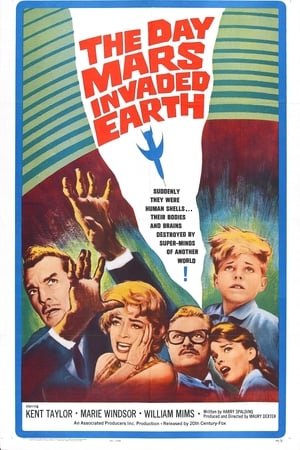 THE DAY
MARS
INVADED
EARTH
SUDDENLY
THEY WERE
HUMAN SHELLS...
THEIR BODIES
AND BRAINS
DESTROYED BY
SUPER-MINDS
OF ANOTHER
WORLD
!
starring
KENT TAYLOR · MARIE WINDSOR · WILLIAM MIMS · Written by HARRY SPALDING
Produced and Directed by MAURY DEXTER
An Associated Producers Inc. Production · Released by 20th Century-Fox